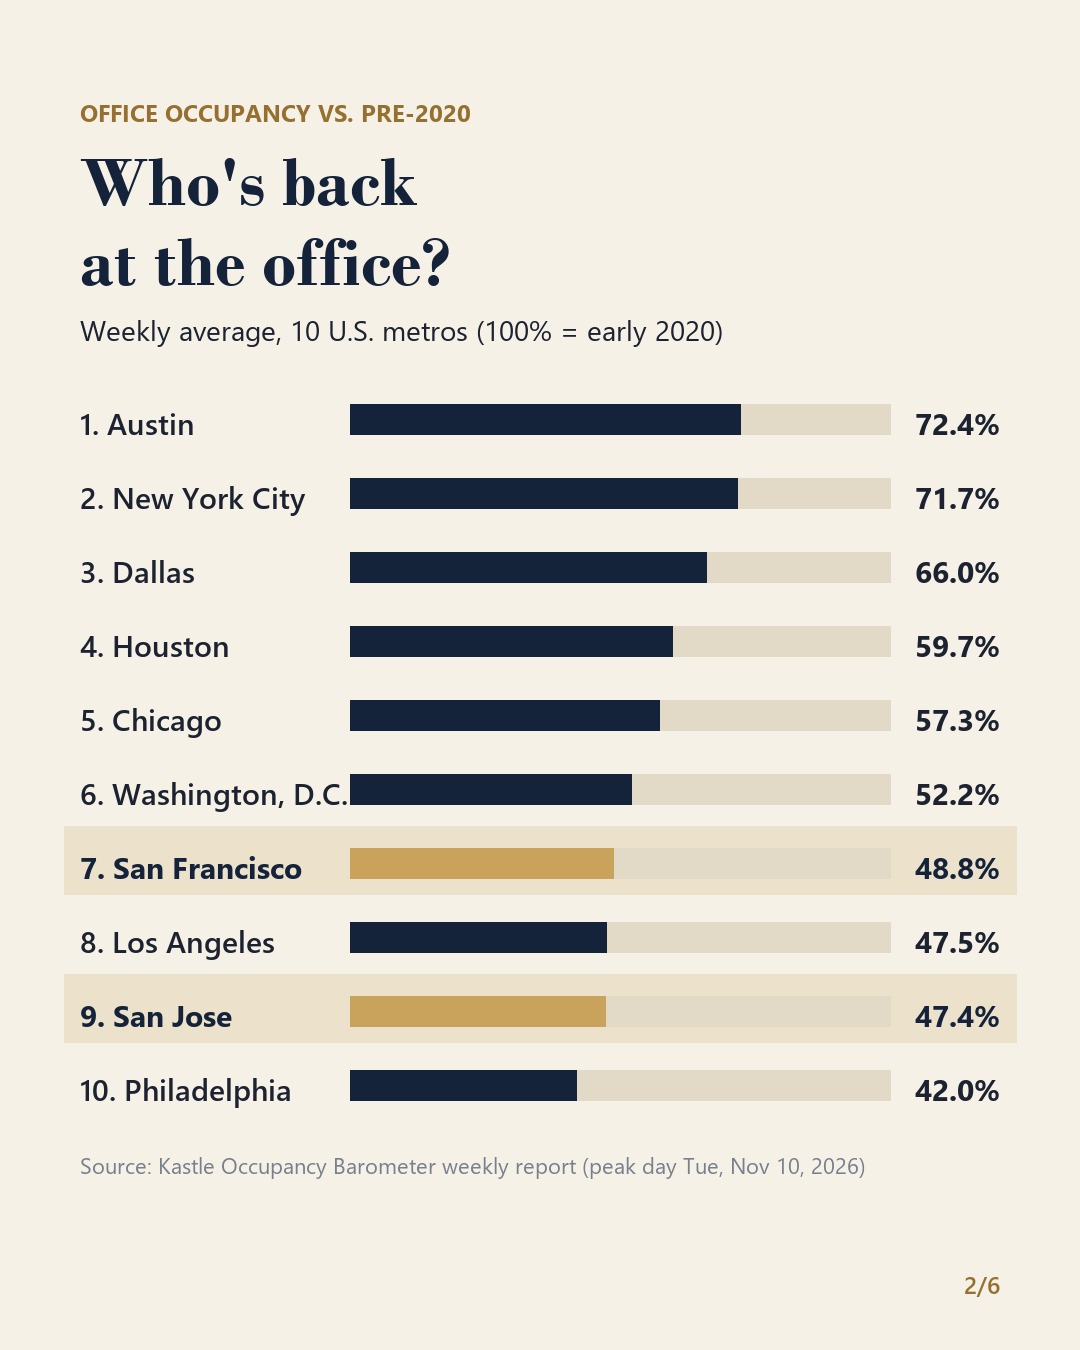 OFFICE OCCUPANCY VS. PRE-2020
Who's back
at the office?
Weekly average, 10 U.S. metros (100% = early 2020)
1. Austin 72.4%
2. New York City 71.7%
3. Dallas 66.0%
4. Houston 59.7%
5. Chicago 57.3%
6. Washington, D.C. 52.2%
7. San Francisco 48.8%
8. Los Angeles 47.5%
9. San Jose 47.4%
10. Philadelphia 42.0%
Source: Kastle Occupancy Barometer weekly report (peak day Tue, Nov 10, 2026)
2/6